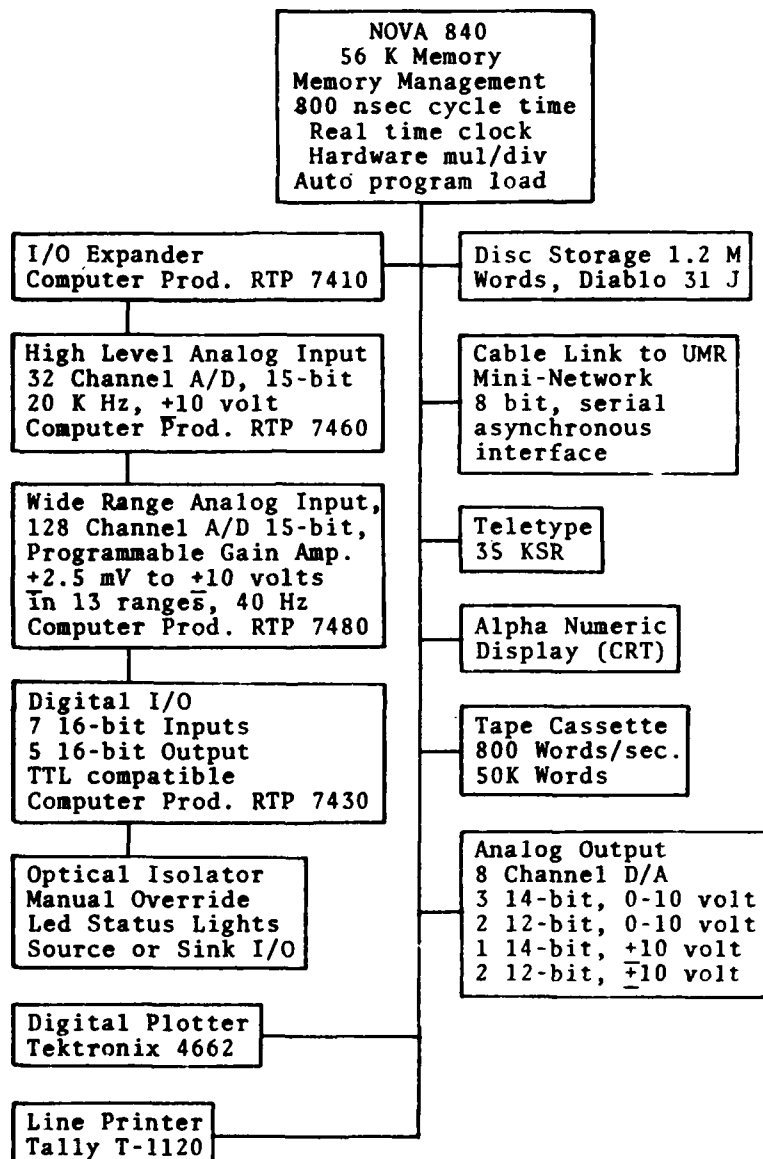 NOVA 840
56 K Memory
Memory Management
800 nsec cycle time
Real time clock
Hardware mul/div
Auto program load
I/O Expander
Computer Prod. RTP 7410
Disc Storage 1.2 M
Words, Diablo 31 J
High Level Analog Input
32 Channel A/D, 15-bit
20 K Hz, ±10 volt
Computer Prod. RTP 7460
Cable Link to UMR
Mini-Network
8 bit, serial
asynchronous
interface
Wide Range Analog Input,
128 Channel A/D 15-bit,
Programmable Gain Amp.
±2.5 mV to ±10 volts
in 13 ranges, 40 Hz
Computer Prod. RTP 7480
Teletype
35 KSR
Alpha Numeric
Display (CRT)
Digital I/O
7 16-bit Inputs
5 16-bit Output
TTL compatible
Computer Prod. RTP 7430
Tape Cassette
800 Words/sec.
50K Words
Optical Isolator
Manual Override
Led Status Lights
Source or Sink I/O
Analog Output
8 Channel D/A
3 14-bit, 0-10 volt
2 12-bit, 0-10 volt
1 14-bit, ±10 volt
2 12-bit, ±10 volt
Digital Plotter
Tektronix 4662
Line Printer
Tally T-1120